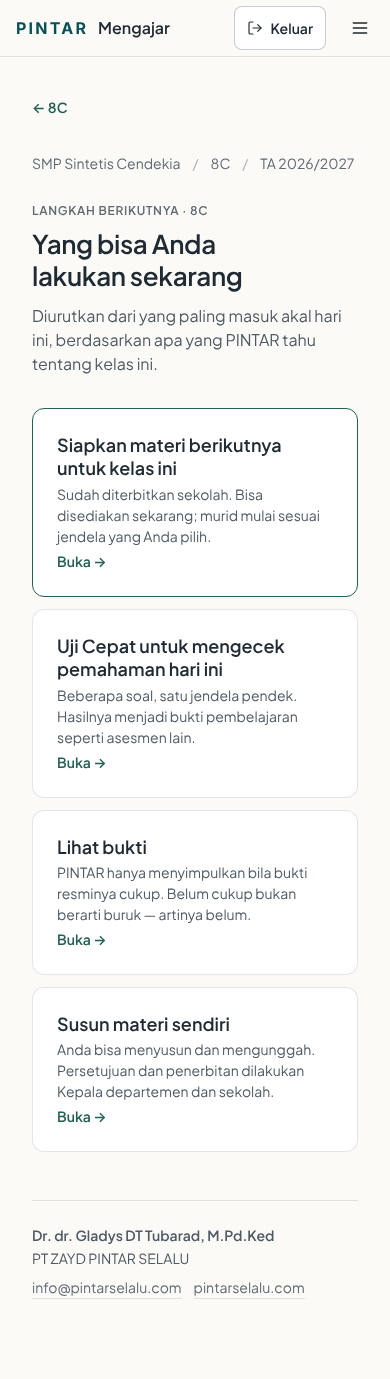 PINTAR Mengajar
Keluar
← 8C
SMP Sintetis Cendekia / 8C / TA 2026/2027
LANGKAH BERIKUTNYA · 8C
Yang bisa Anda
lakukan sekarang
Diurutkan dari yang paling masuk akal hari
ini, berdasarkan apa yang PINTAR tahu
tentang kelas ini.
Siapkan materi berikutnya
untuk kelas ini
Sudah diterbitkan sekolah. Bisa
disediakan sekarang; murid mulai sesuai
jendela yang Anda pilih.
Buka →
Uji Cepat untuk mengecek
pemahaman hari ini
Beberapa soal, satu jendela pendek.
Hasilnya menjadi bukti pembelajaran
seperti asesmen lain.
Buka →
Lihat bukti
PINTAR hanya menyimpulkan bila bukti
resminya cukup. Belum cukup bukan
berarti buruk — artinya belum.
Buka →
Susun materi sendiri
Anda bisa menyusun dan mengunggah.
Persetujuan dan penerbitan dilakukan
Kepala departemen dan sekolah.
Buka →
Dr. dr. Gladys DT Tubarad, M.Pd.Ked
PT ZAYD PINTAR SELALU
info@pintarselalu.com pintarselalu.com